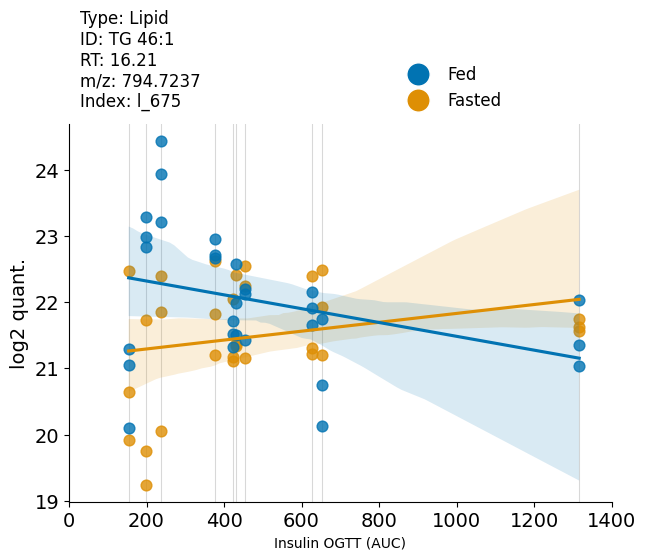 Type: Lipid
ID: TG 46:1
RT: 16.21
m/z: 794.7237
Index: l_675
Fed
Fasted
24
23
22
21
20
19
log2 quant.
0 200 400 600 800 1000 1200 1400
Insulin OGTT (AUC)